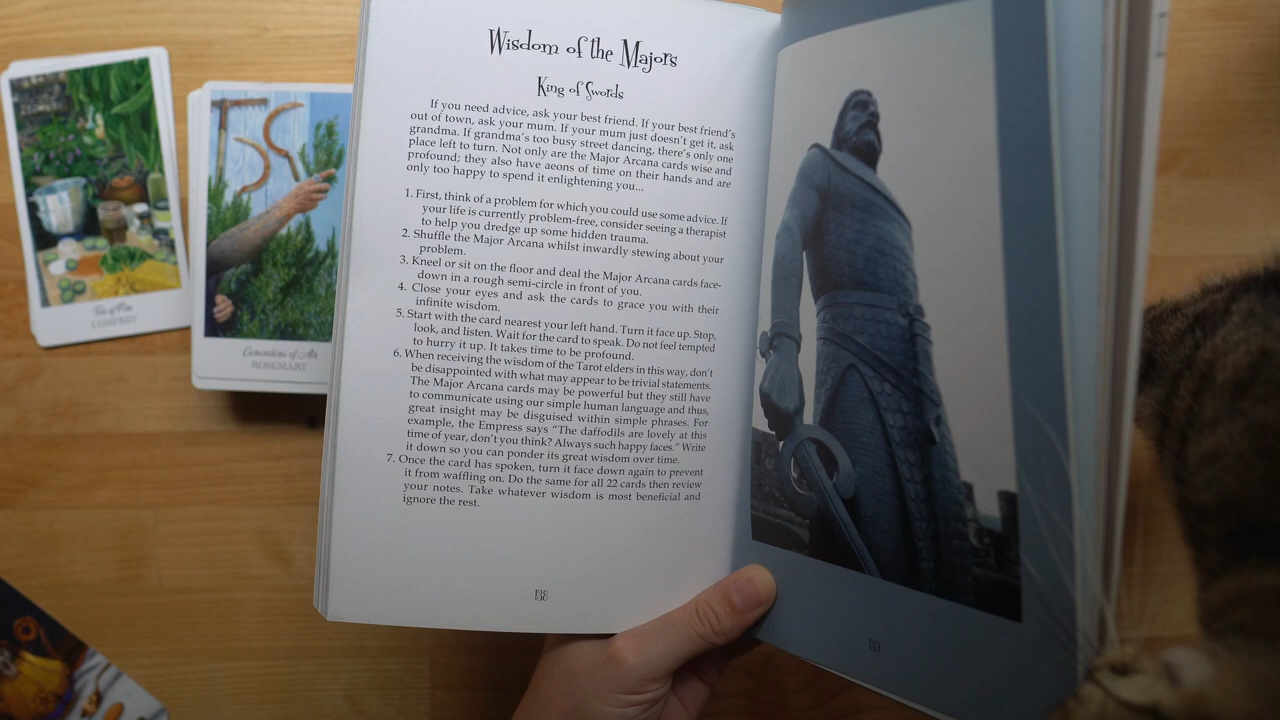 Wisdom of the Majors
King of Swords
If you need advice, ask your best friend. If your best friend's
out of town, ask your mum. If your mum just doesn't get it, ask
grandma. If grandma's too busy street dancing, there's only one
place left to turn. Not only are the Major Arcana cards wise and
profound; they also have aeons of time on their hands and are
only too happy to spend it enlightening you...
1. First, think of a problem for which you could use some advice. If
your life is currently problem-free, consider seeing a therapist
to help you dredge up some hidden trauma.
2. Shuffle the Major Arcana whilst inwardly stewing about your
problem.
3. Kneel or sit on the floor and deal the Major Arcana cards face-
down in a rough semi-circle in front of you.
4. Close your eyes and ask the cards to grace you with their
infinite wisdom.
5. Start with the card nearest your left hand. Turn it face up. Stop,
look, and listen. Wait for the card to speak. Do not feel tempted
to hurry it up. It takes time to be profound.
6. When receiving the wisdom of the Tarot elders in this way, don't
be disappointed with what may appear to be trivial statements.
The Major Arcana cards may be powerful but they still have
to communicate using our simple human language and thus,
great insight may be disguised within simple phrases. For
example, the Empress says "The daffodils are lovely at this
time of year, don't you think? Always such happy faces." Write
it down so you can ponder its great wisdom over time.
7. Once the card has spoken, turn it face down again to prevent
it from waffling on. Do the same for all 22 cards then review
your notes. Take whatever wisdom is most beneficial and
ignore the rest.
138
139
Ten of Fire
COMFREY
Guardians of Air
ROSEMARY